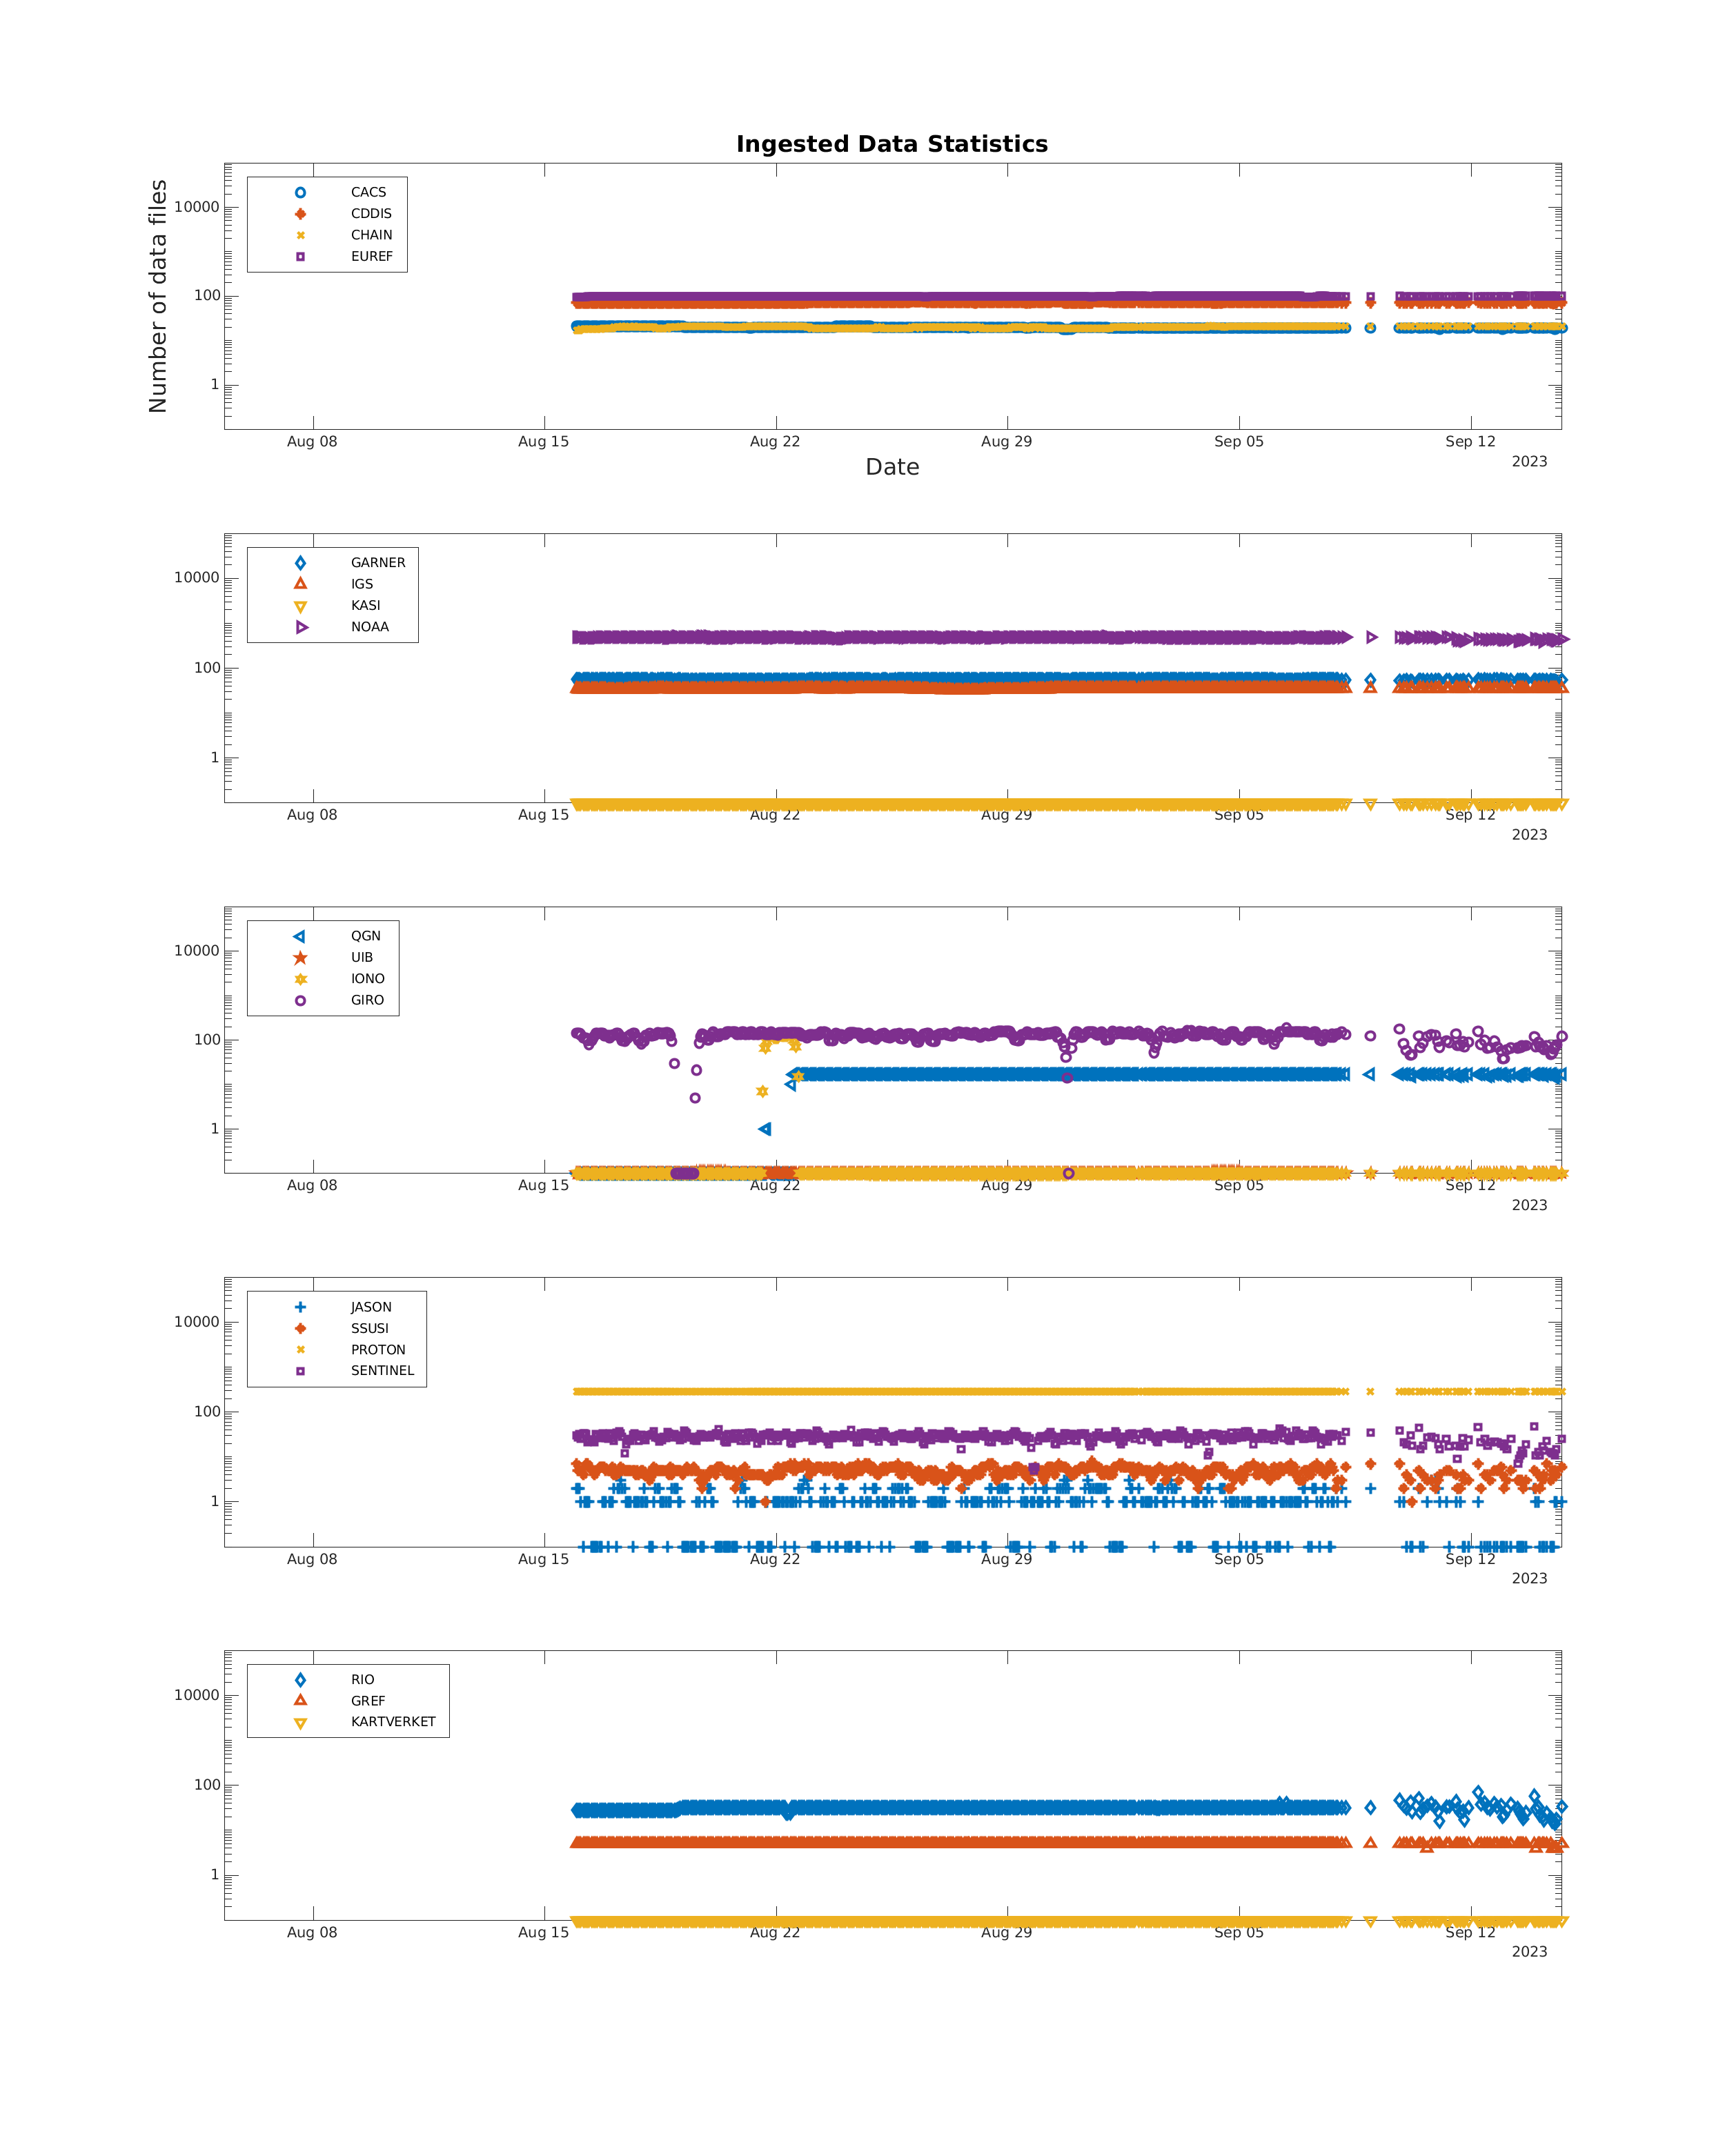 Ingested Data Statistics
Number of data files
10000
100
1
CACS
CDDIS
CHAIN
EUREF
Aug 08 Aug 15 Aug 22 Aug 29 Sep 05 Sep 12
2023
Date
10000
100
1
GARNER
IGS
KASI
NOAA
Aug 08 Aug 15 Aug 22 Aug 29 Sep 05 Sep 12
2023
10000
100
1
QGN
UIB
IONO
GIRO
Aug 08 Aug 15 Aug 22 Aug 29 Sep 05 Sep 12
2023
10000
100
1
JASON
SSUSI
PROTON
SENTINEL
Aug 08 Aug 15 Aug 22 Aug 29 Sep 05 Sep 12
2023
10000
100
1
RIO
GREF
KARTVERKET
Aug 08 Aug 15 Aug 22 Aug 29 Sep 05 Sep 12
2023